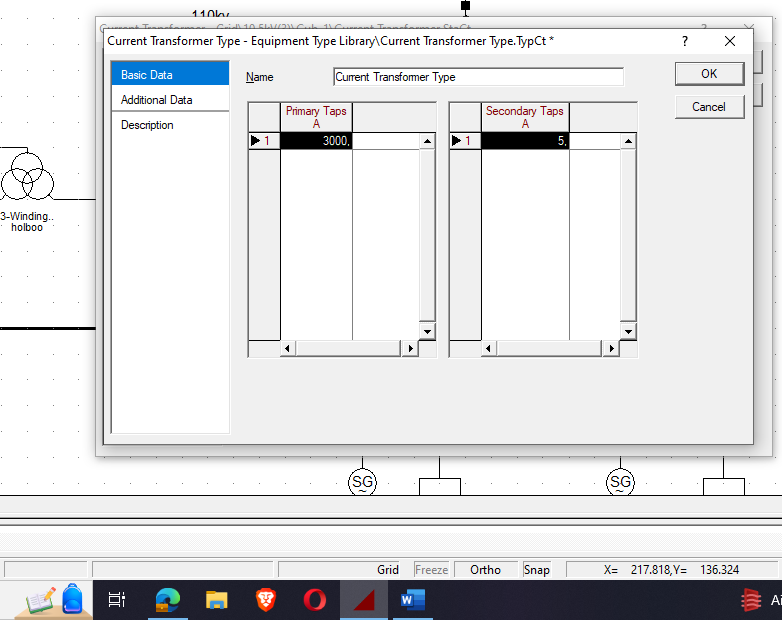 110kv
Current Transformer Type - Equipment Type Library\Current Transformer Type.TypCt *
?
Basic Data
Additional Data
Description
Name
Current Transformer Type
OK
Cancel
Primary Taps
A
1
3000,
Secondary Taps
A
1
5,
3-Winding..
holboo
SG
~
SG
~
Grid
Freeze
Ortho
Snap
X= 217.818,Y= 136.324
W
Ai